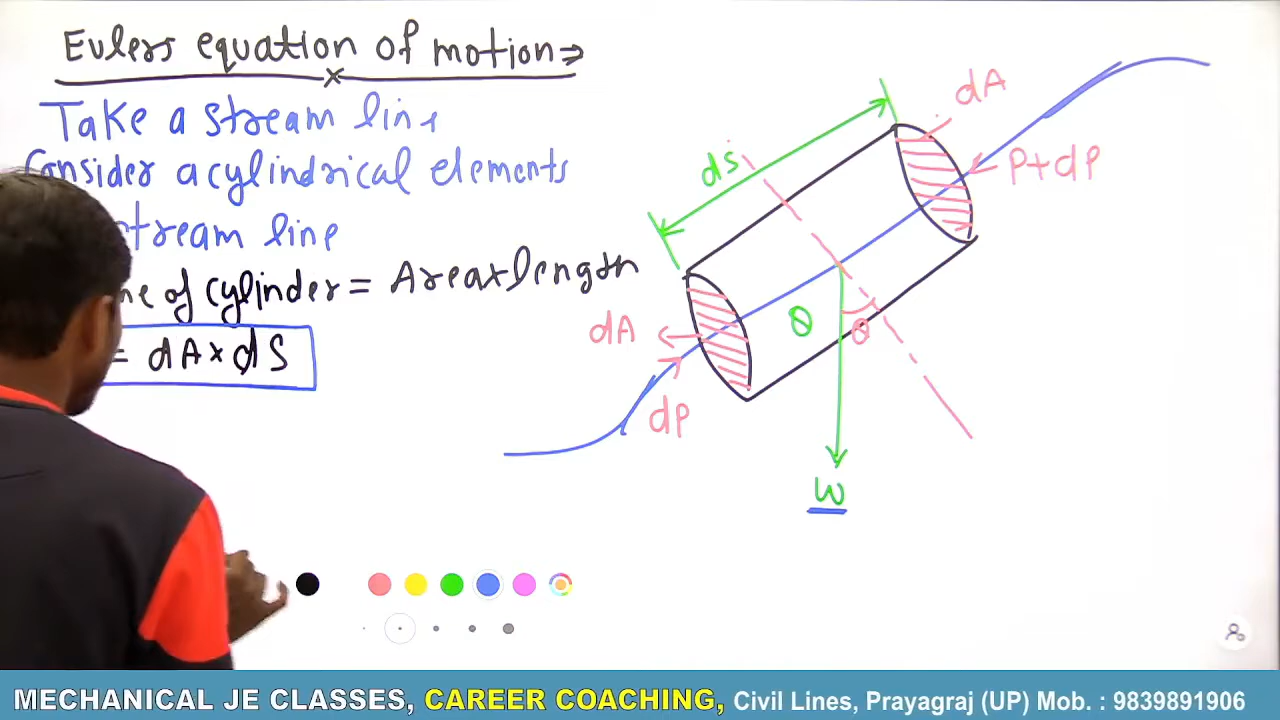 Eulers equation of motion ⇒
Take a stream line
Consider a cylindrical elements
stream line
of cylinder = Area x length
= dA x dS
dA
P+dP
ds
θ
θ
dA
dP
W
MECHANICAL JE CLASSES, CAREER COACHING, Civil Lines, Prayagraj (UP) Mob. : 9839891906